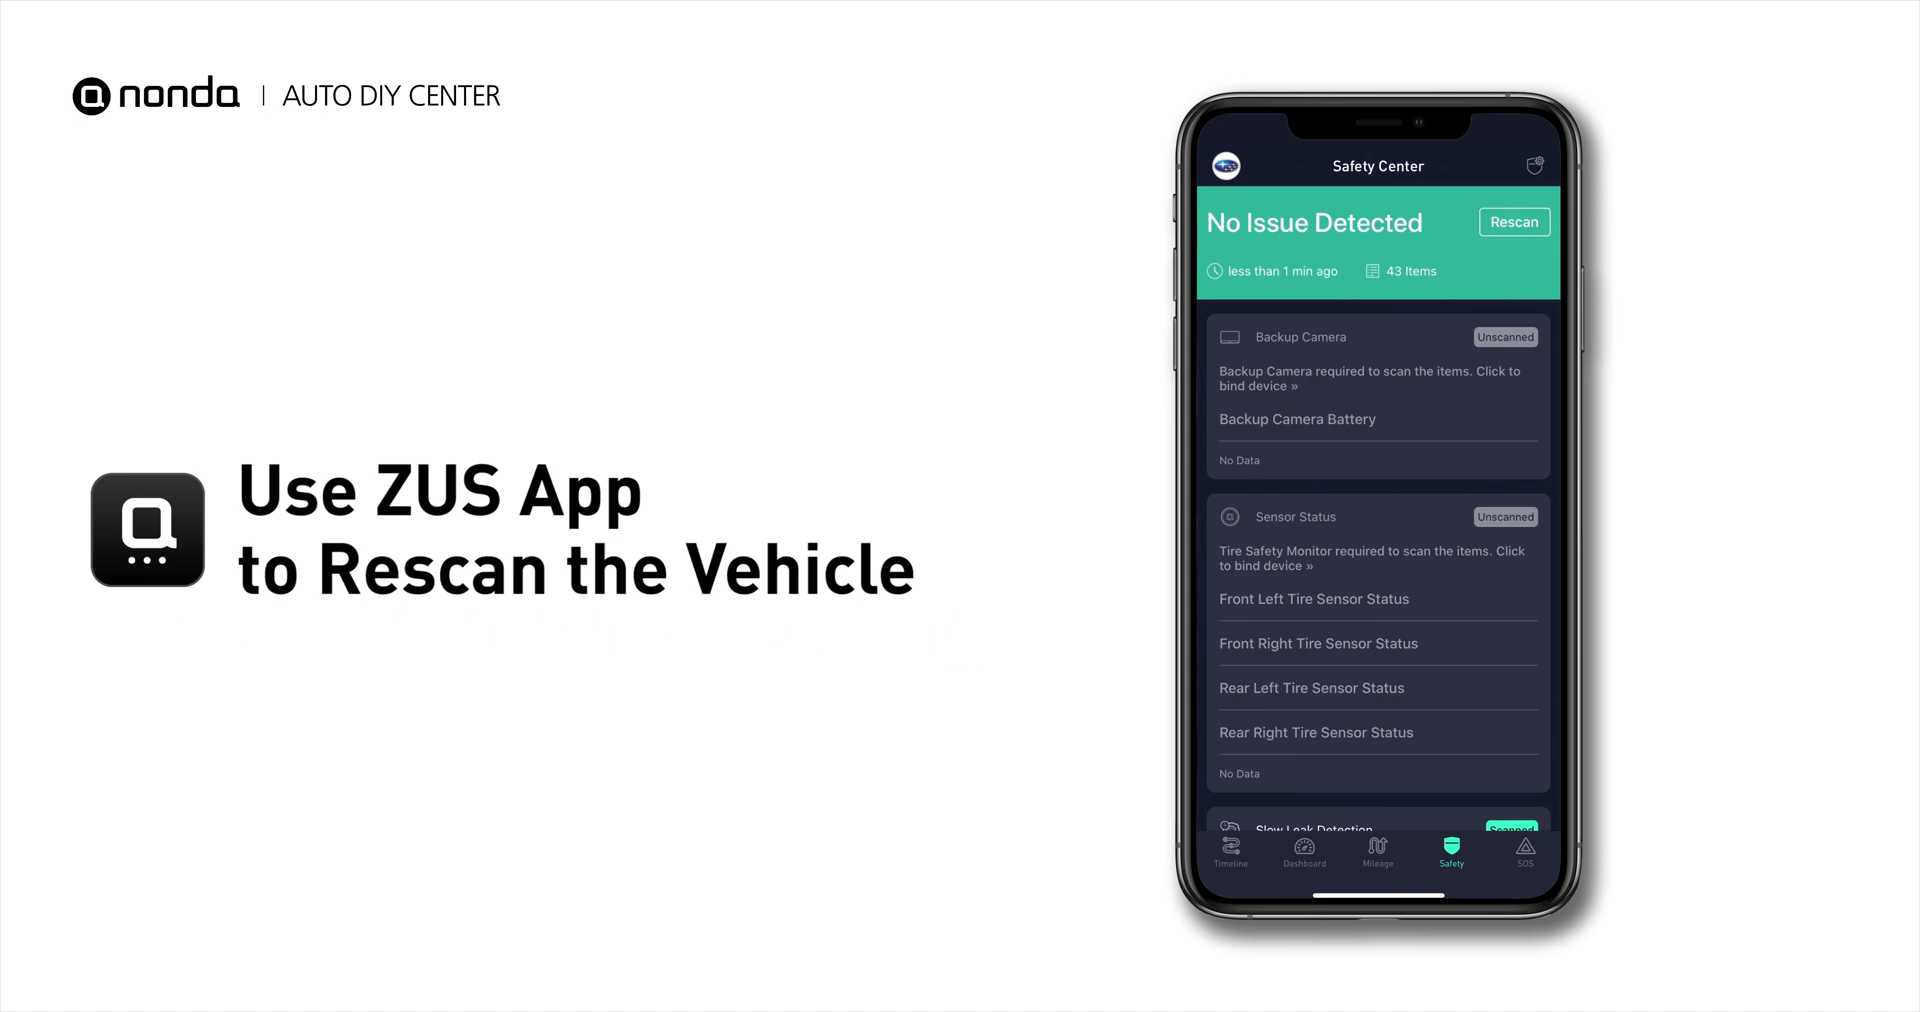 nonda | AUTO DIY CENTER
Use ZUS App
to Rescan the Vehicle
Safety Center
No Issue Detected
Rescan
less than 1 min ago
43 Items
Backup Camera
Unscanned
Backup Camera required to scan the items. Click to
bind device »
Backup Camera Battery
No Data
Sensor Status
Unscanned
Tire Safety Monitor required to scan the items. Click
to bind device »
Front Left Tire Sensor Status
Front Right Tire Sensor Status
Rear Left Tire Sensor Status
Rear Right Tire Sensor Status
No Data
Slow Leak Detection
Scanned
Timeline
Dashboard
Mileage
Safety
SOS